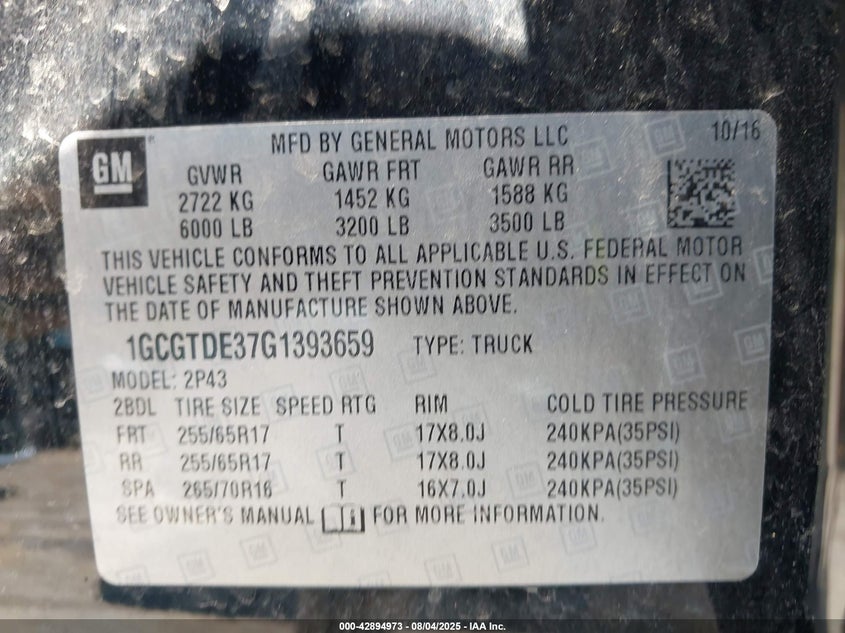 GM
MFD BY GENERAL MOTORS LLC 10/16
GVWR GAWR FRT GAWR RR
2722 KG 1452 KG 1588 KG
6000 LB 3200 LB 3500 LB
THIS VEHICLE CONFORMS TO ALL APPLICABLE U.S. FEDERAL MOTOR
VEHICLE SAFETY AND THEFT PREVENTION STANDARDS IN EFFECT ON
THE DATE OF MANUFACTURE SHOWN ABOVE.
1GCGTDE37G1393659 TYPE: TRUCK
MODEL: 2P43
2BDL TIRE SIZE SPEED RTG RIM COLD TIRE PRESSURE
FRT 255/65R17 T 17X8.0J 240KPA(35PSI)
RR 255/65R17 T 17X8.0J 240KPA(35PSI)
SPA 265/70R16 T 16X7.0J 240KPA(35PSI)
SEE OWNER'S MANUAL FOR MORE INFORMATION.
000-42894973 - 08/04/2025 - IAA Inc.